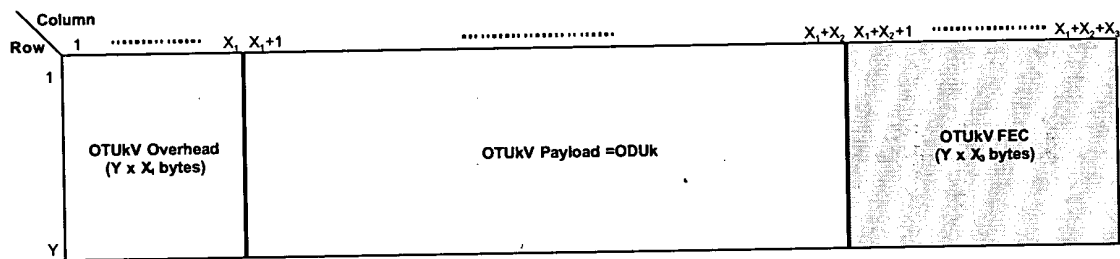 Column
Row
1 ................ X1 X1+1 ................ X1+X2 X1+X2+1 ................ X1+X2+X3
1
OTUkV Overhead
(Y x X1 bytes)
OTUkV Payload =ODUk
OTUkV FEC
(Y x X3 bytes)
Y